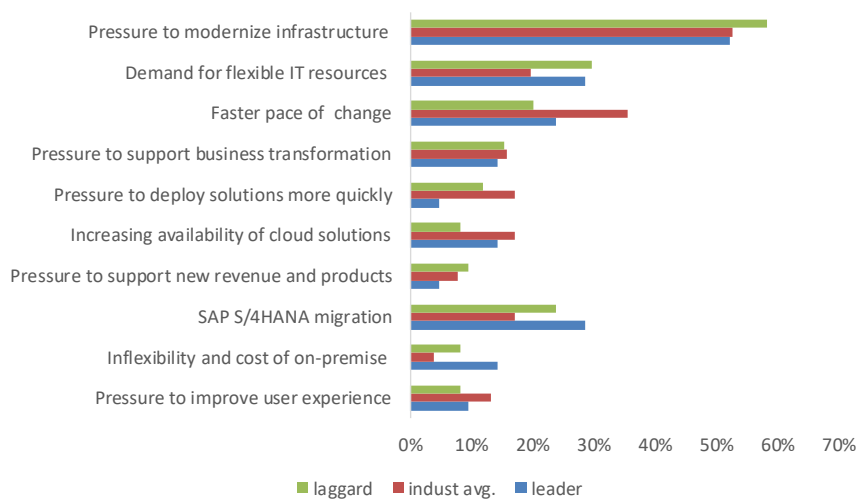 Pressure to modernize infrastructure
Demand for flexible IT resources
Faster pace of change
Pressure to support business transformation
Pressure to deploy solutions more quickly
Increasing availability of cloud solutions
Pressure to support new revenue and products
SAP S/4HANA migration
Inflexibility and cost of on-premise
Pressure to improve user experience
0% 10% 20% 30% 40% 50% 60% 70%
laggard indust avg. leader